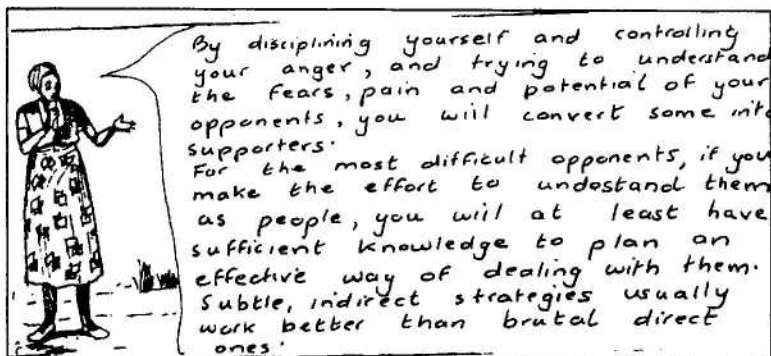 By disciplining yourself and controlling
your anger, and trying to understand
the fears, pain and potential of your
opponents, you will convert some into
supporters.
For the most difficult opponents, if you
make the effort to undostand them
as people, you will at least have
sufficient knowledge to plan an
effective way of dealing with them.
Subtle, indirect strategies usually
work better than brutal direct
ones.